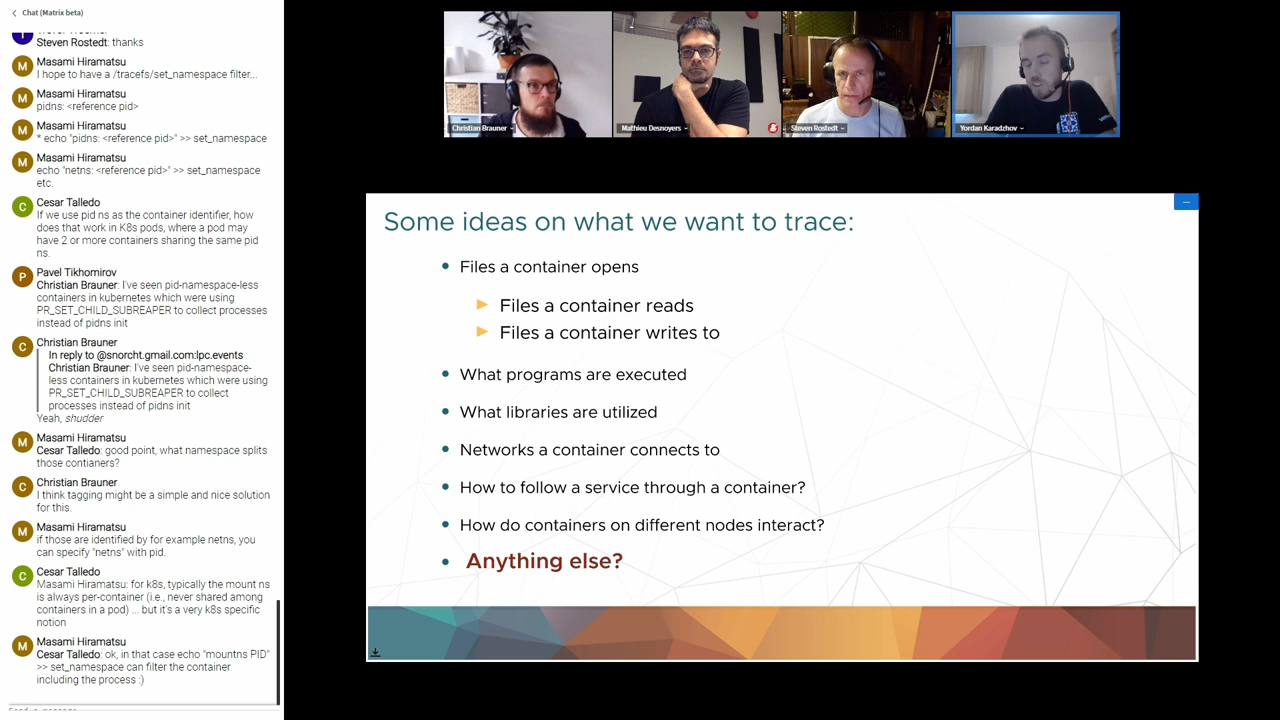 Chat (Matrix beta)
Steven Rostedt: thanks
Masami Hiramatsu
I hope to have a /tracefs/set_namespace filter...
Masami Hiramatsu
pidns: <reference pid>
Masami Hiramatsu
* echo "pidns: <reference pid>" >> set_namespace
Masami Hiramatsu
echo "netns: <reference pid>" >> set_namespace
etc.
Cesar Talledo
If we use pid ns as the container identifier, how
does that work in K8s pods, where a pod may
have 2 or more containers sharing the same pid
ns.
Pavel Tikhomirov
Christian Brauner: I've seen pid-namespace-less
containers in kubernetes which were using
PR_SET_CHILD_SUBREAPER to collect processes
instead of pidns init
Christian Brauner
In reply to @snorcht.gmail.com:lpc.events
Christian Brauner: I've seen pid-namespace-
less containers in kubernetes which were using
PR_SET_CHILD_SUBREAPER to collect
processes instead of pidns init
Yeah, shudder
Masami Hiramatsu
Cesar Talledo: good point, what namespace splits
those contianers?
Christian Brauner
I think tagging might be a simple and nice solution
for this.
Masami Hiramatsu
if those are identified by for example netns, you
can specify "netns" with pid.
Cesar Talledo
Masami Hiramatsu: for k8s, typically the mount ns
is always per-container (i.e., never shared among
containers in a pod) ... but it's a very k8s specific
notion
Masami Hiramatsu
Cesar Talledo: ok, in that case echo "mountns PID"
>> set_namespace can filter the container
including the process :)
Christian Brauner
Mathieu Desnoyers
Steven Rostedt
Yordan Karadzhov
Some ideas on what we want to trace:
Files a container opens
Files a container reads
Files a container writes to
What programs are executed
What libraries are utilized
Networks a container connects to
How to follow a service through a container?
How do containers on different nodes interact?
Anything else?